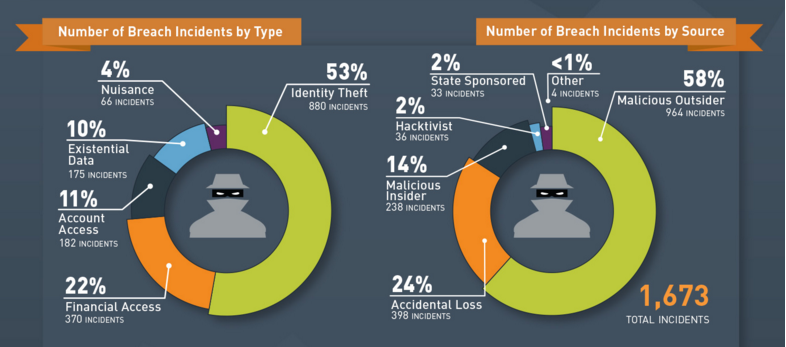 Number of Breach Incidents by Type
4%
Nuisance
66 INCIDENTS
53%
Identity Theft
880 INCIDENTS
10%
Existential
Data
175 INCIDENTS
11%
Account
Access
182 INCIDENTS
22%
Financial Access
370 INCIDENTS
Number of Breach Incidents by Source
2%
State Sponsored
33 INCIDENTS
<1%
Other
4 INCIDENTS
58%
Malicious Outsider
964 INCIDENTS
2%
Hacktivist
36 INCIDENTS
14%
Malicious
Insider
238 INCIDENTS
24%
Accidental Loss
398 INCIDENTS
1,673
TOTAL INCIDENTS